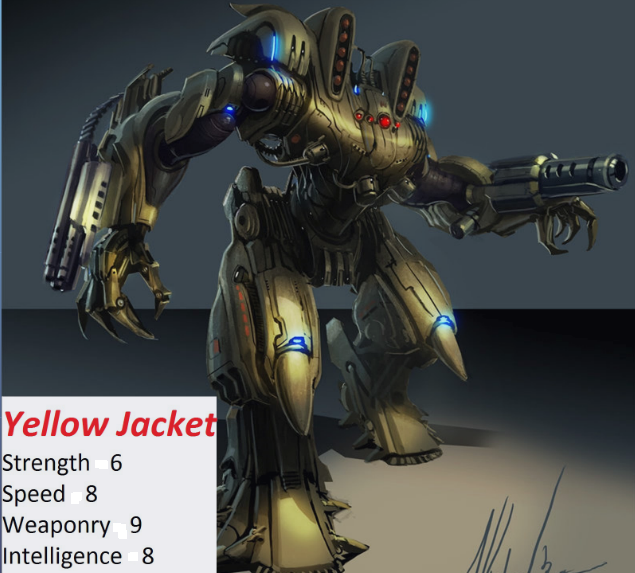 Yellow Jacket
Strength 6
Speed 8
Weaponry 9
Intelligence 8